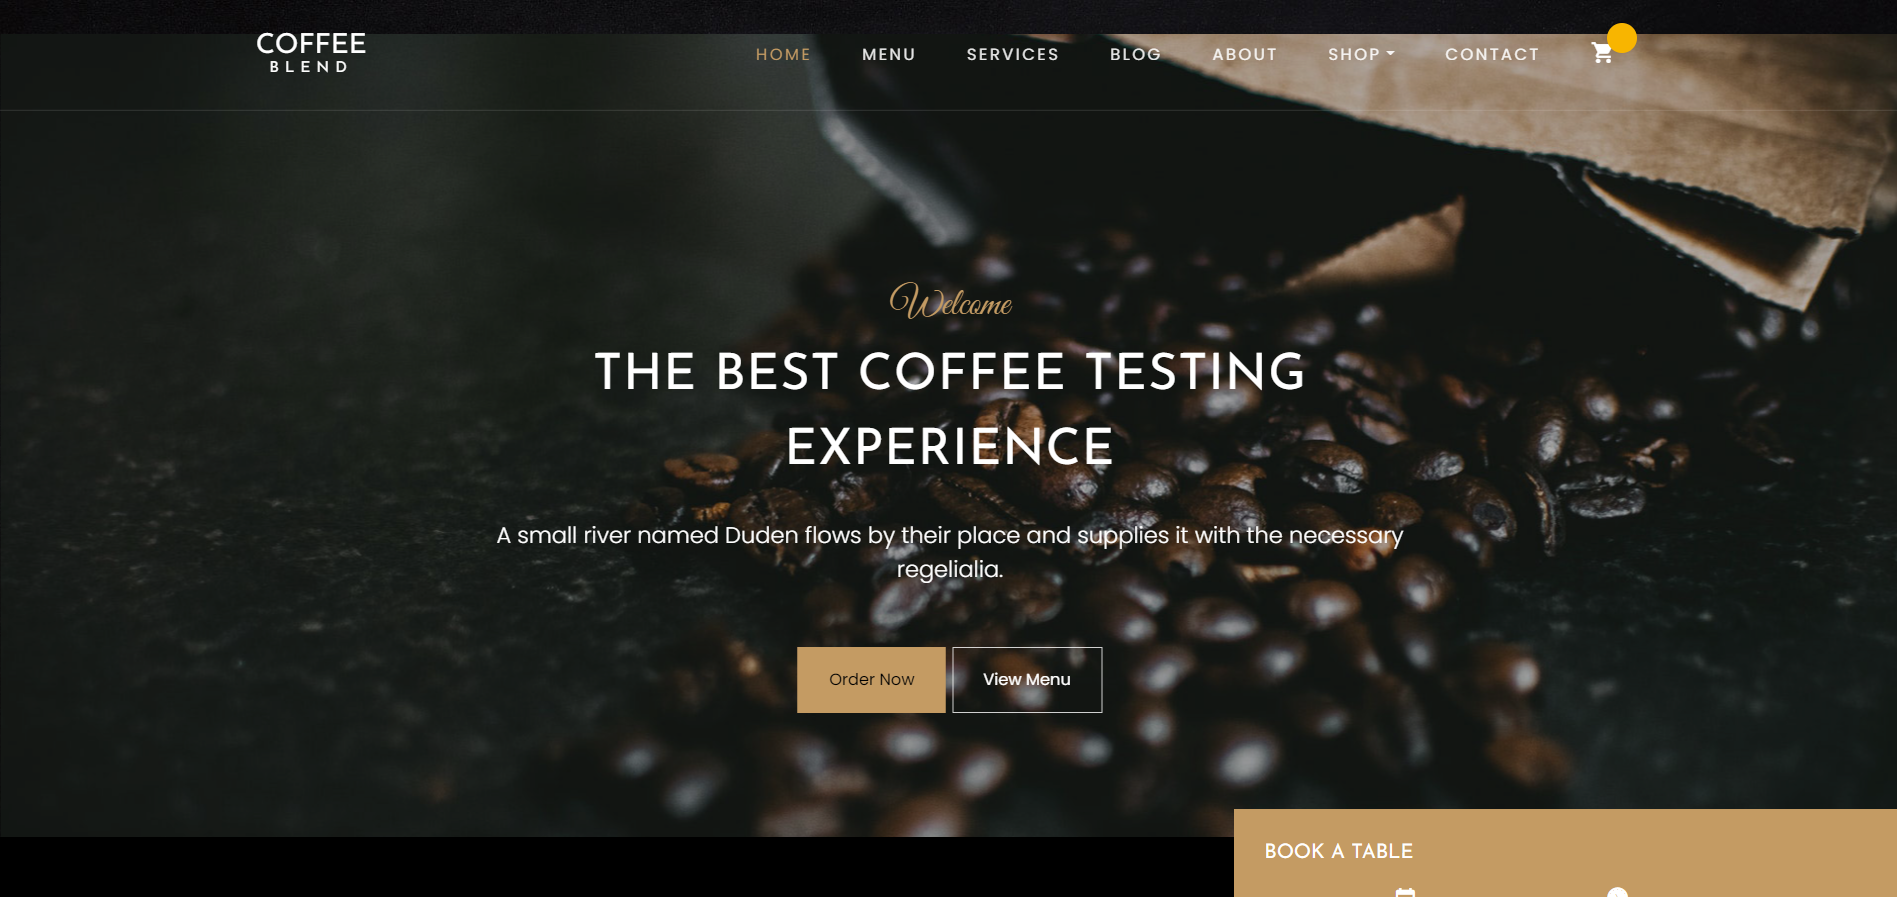 COFFEE
BLEND
HOME MENU SERVICES BLOG ABOUT SHOP CONTACT
Welcome
THE BEST COFFEE TESTING
EXPERIENCE
A small river named Duden flows by their place and supplies it with the necessary
regelialia.
Order Now View Menu
BOOK A TABLE